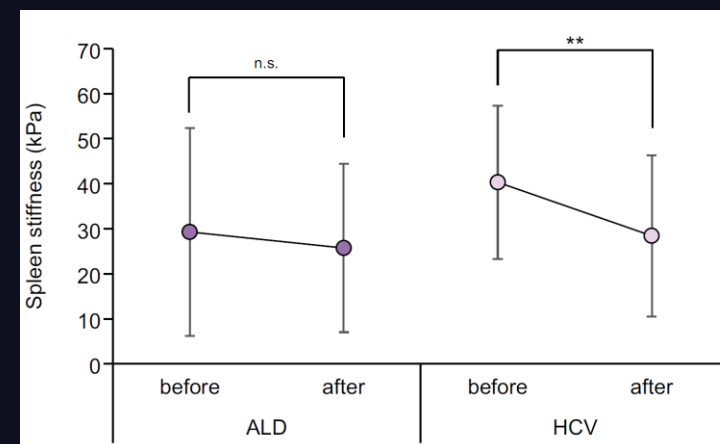 Spleen stiffness (kPa)
70
60
50
40
30
20
10
0
n.s.
**
before
after
before
after
ALD
HCV